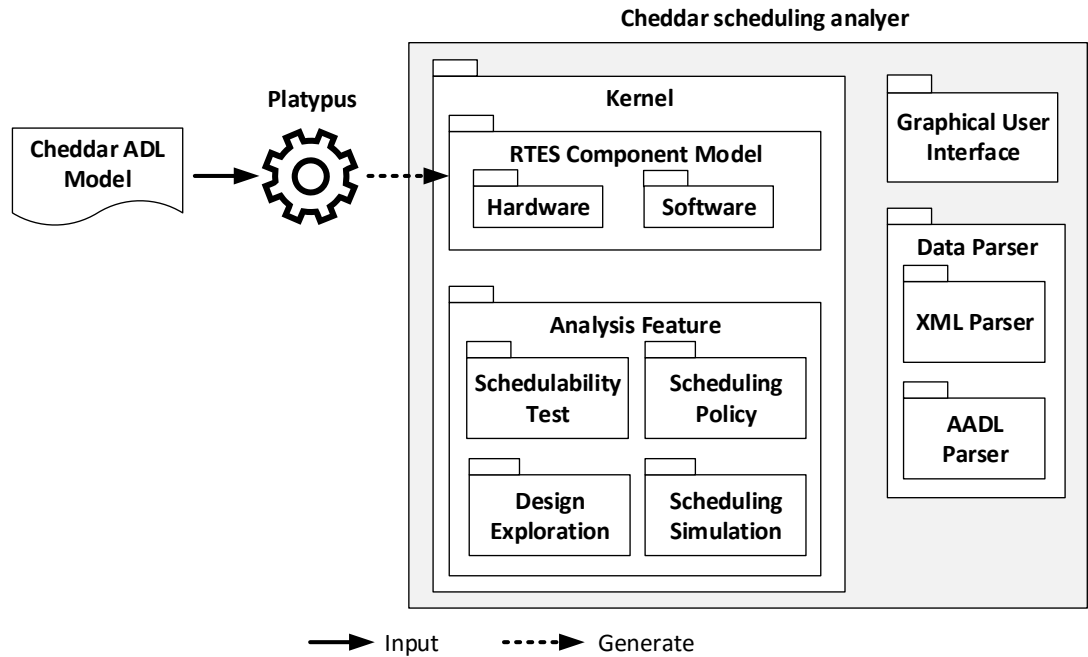 Cheddar scheduling analyer
Platypus
Cheddar ADL
Model
Kernel
RTES Component Model
Hardware
Software
Analysis Feature
Schedulability
Test
Scheduling
Policy
Design
Exploration
Scheduling
Simulation
Graphical User
Interface
Data Parser
XML Parser
AADL
Parser
Input
Generate